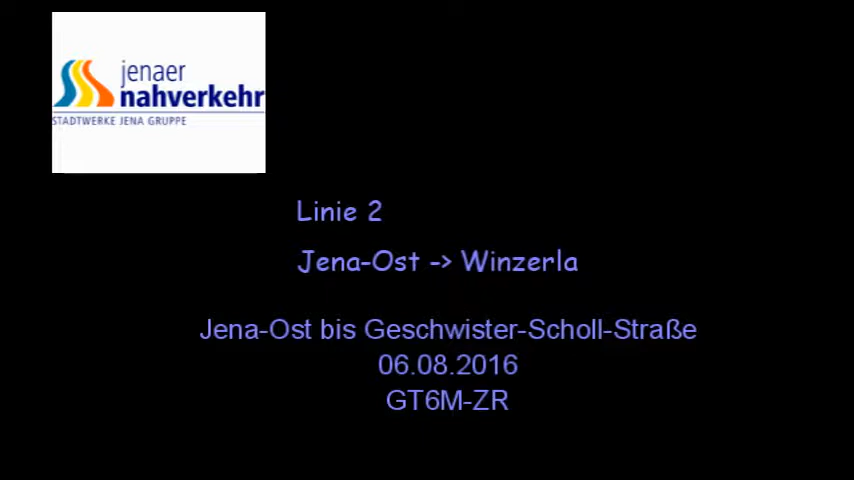 jenaer
nahverkehr
STADTWERKE JENA GRUPPE
Linie 2
Jena-Ost -> Winzerla
Jena-Ost bis Geschwister-Scholl-Straße
06.08.2016
GT6M-ZR